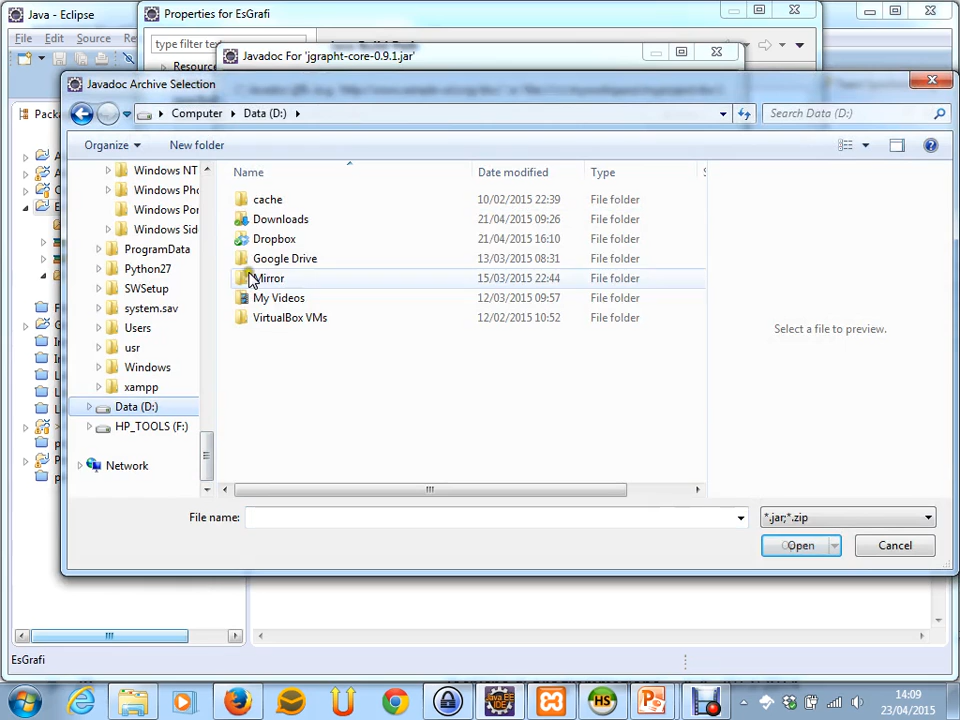 Java - Eclipse
Properties for EsGrafi
File Edit Source Re
type filter text
Resource
Javadoc For 'jgrapht-core-0.9.1.jar'
Javadoc Archive Selection
Computer Data (D:)
Search Data (D:)
Organize New folder
Name Date modified Type
Windows NT
Windows Pho
Windows Por
Windows Sid
ProgramData
Python27
SWSetup
system.sav
Users
usr
Windows
xampp
Data (D:)
HP_TOOLS (F:)
Network
cache 10/02/2015 22:39 File folder
Downloads 21/04/2015 09:26 File folder
Dropbox 21/04/2015 16:10 File folder
Google Drive 13/03/2015 08:31 File folder
Mirror 15/03/2015 22:44 File folder
My Videos 12/03/2015 09:57 File folder
VirtualBox VMs 12/02/2015 10:52 File folder
Select a file to preview.
File name:
*.jar;*.zip
Open Cancel
EsGrafi
14:09
23/04/2015